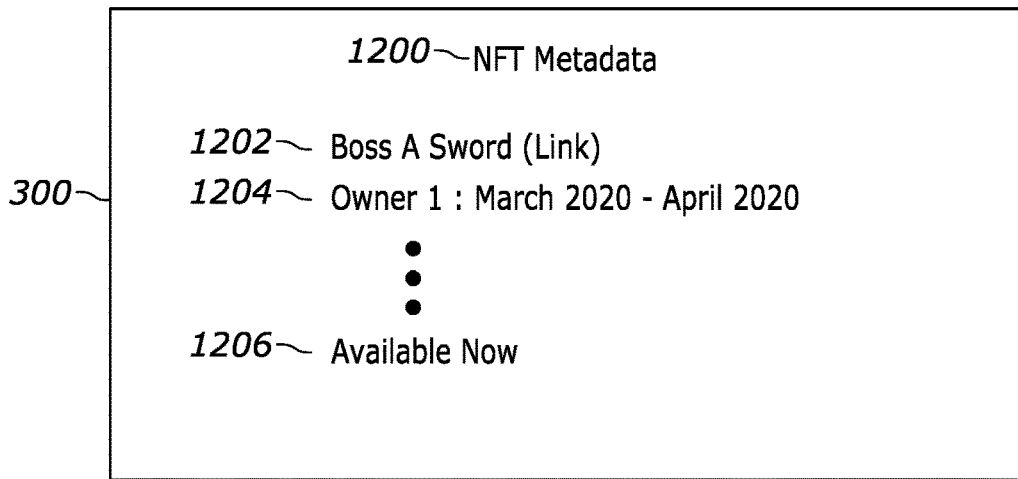 1200 NFT Metadata
1202 Boss A Sword (Link)
300 1204 Owner 1 : March 2020 - April 2020
1206 Available Now